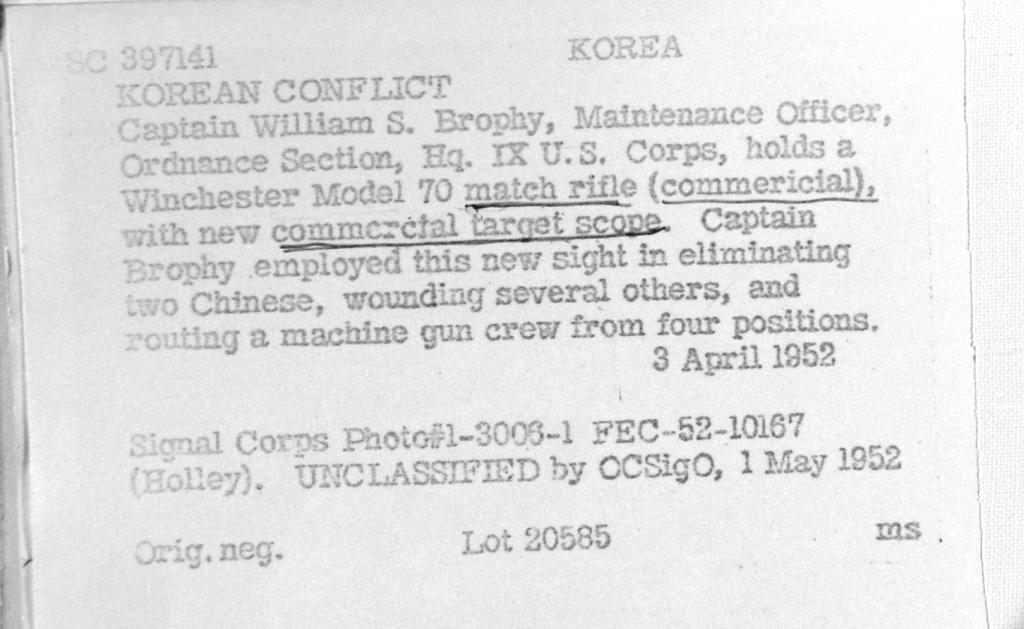 SC 397141 KOREA
KOREAN CONFLICT
Captain William S. Brophy, Maintenance Officer,
Ordnance Section, Hq. IX U.S. Corps, holds a
Winchester Model 70 match rifle (commericial),
with new commercial target scope. Captain
Brophy employed this new sight in eliminating
two Chinese, wounding several others, and
routing a machine gun crew from four positions.
3 April 1952
Signal Corps Photo#1-3006-1 FEC-52-10167
(Holley). UNCLASSIFIED by OCSigO, 1 May 1952
Orig. neg. Lot 20585 ms .